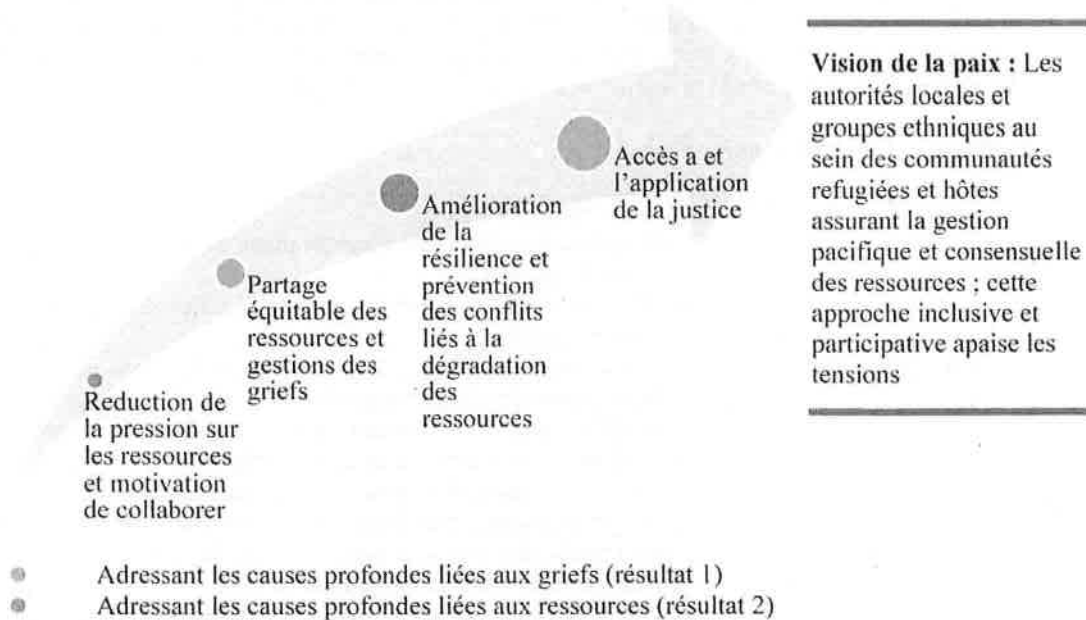 Reduction de
la pression sur
les ressources
et motivation
de collaborer
Partage
équitable des
ressources et
gestions des
griefs
Amélioration
de la
résilience et
prévention
des conflits
liés à la
dégradation
des
ressources
Accès a et
l'application
de la justice
Vision de la paix : Les
autorités locales et
groupes ethniques au
sein des communautés
refugiées et hôtes
assurant la gestion
pacifique et consensuelle
des ressources ; cette
approche inclusive et
participative apaise les
tensions
Adressant les causes profondes liées aux griefs (résultat 1)
Adressant les causes profondes liées aux ressources (résultat 2)